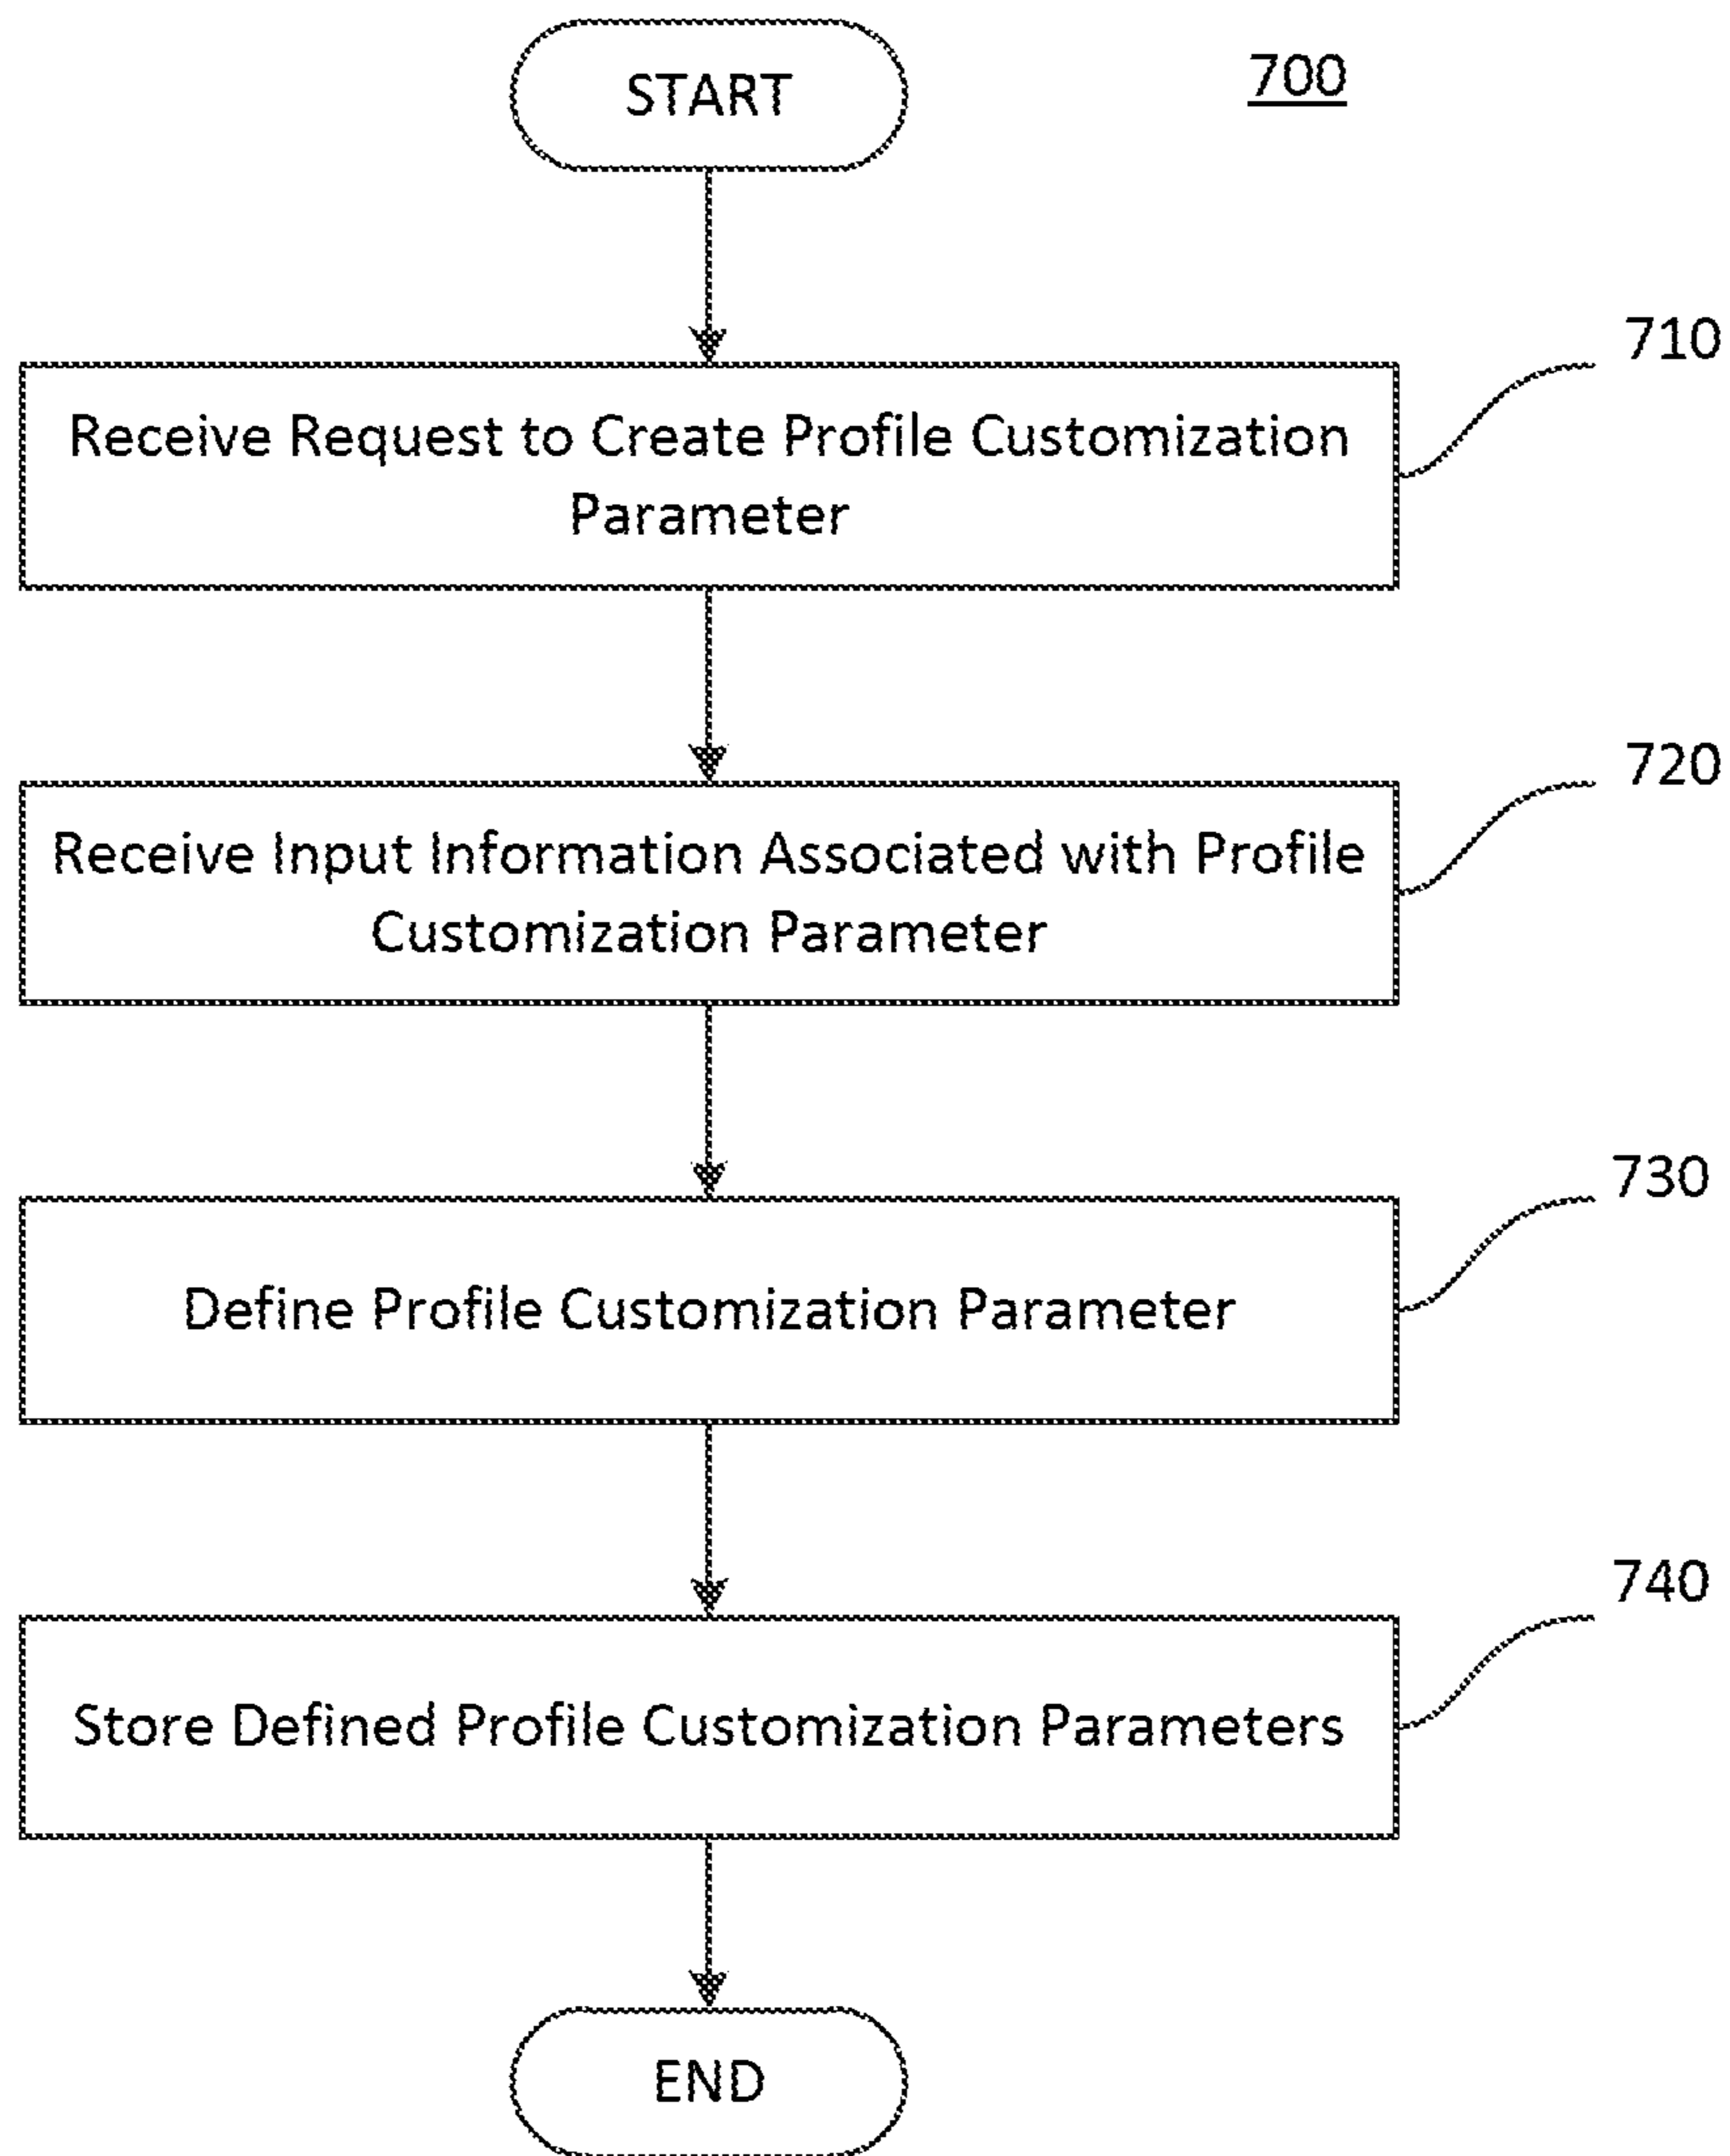 START
700
710
Receive Request to Create Profile Customization
Parameter
720
Receive Input Information Associated with Profile
Customization Parameter
730
Define Profile Customization Parameter
740
Store Defined Profile Customization Parameters
END